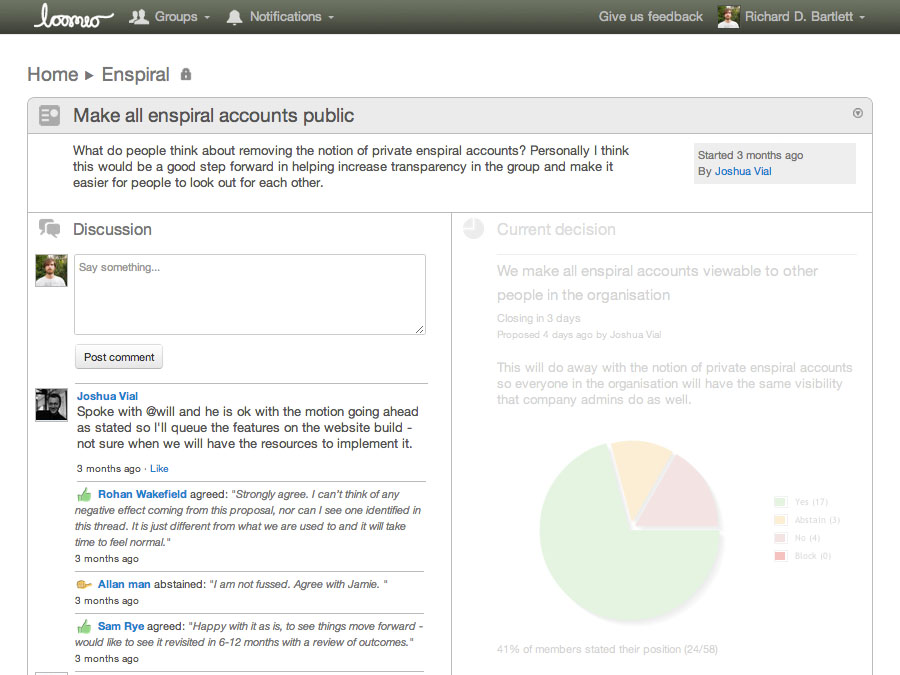 loomio Groups Notifications Give us feedback Richard D. Bartlett
Home ▸ Enspiral
Make all enspiral accounts public
What do people think about removing the notion of private enspiral accounts? Personally I think
this would be a good step forward in helping increase transparency in the group and make it
easier for people to look out for each other.
Started 3 months ago
By Joshua Vial
Discussion
Say something...
Post comment
Joshua Vial
Spoke with @will and he is ok with the motion going ahead
as stated so I'll queue the features on the website build -
not sure when we will have the resources to implement it.
3 months ago · Like
Rohan Wakefield agreed: "Strongly agree. I can't think of any
negative effect coming from this proposal, nor can I see one identified in
this thread. It is just different from what we are used to and it will take
time to feel normal."
3 months ago
Allan man abstained: "I am not fussed. Agree with Jamie. "
3 months ago
Sam Rye agreed: "Happy with it as is, to see things move forward -
would like to see it revisited in 6-12 months with a review of outcomes."
3 months ago
Current decision
We make all enspiral accounts viewable to other
people in the organisation
Closing in 3 days
Proposed 4 days ago by Joshua Vial
This will do away with the notion of private enspiral accounts
so everyone in the organisation will have the same visibility
that company admins do as well.
Yes (17)
Abstain (3)
No (4)
Block (0)
41% of members stated their position (24/58)